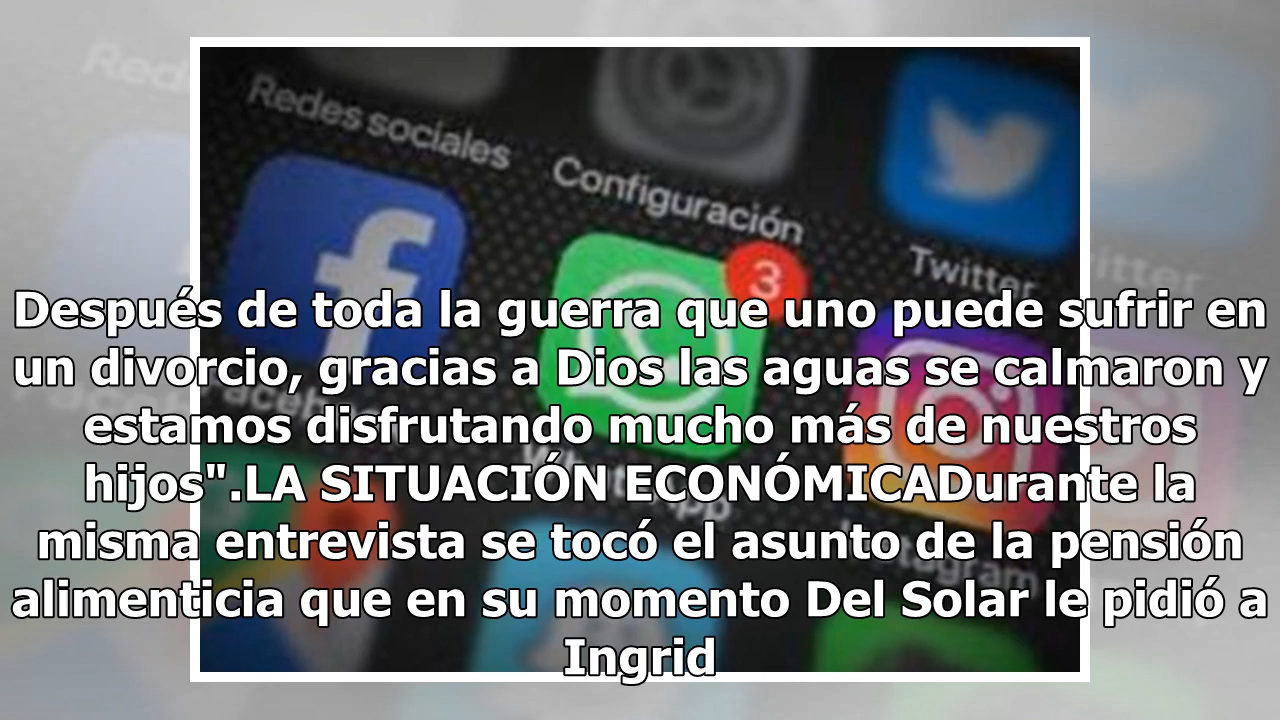 Redes sociales
Configuración
Twitter
3
Después de toda la guerra que uno puede sufrir en
un divorcio, gracias a Dios las aguas se calmaron y
estamos disfrutando mucho más de nuestros
hijos".LA SITUACIÓN ECONÓMICADurante la
misma entrevista se tocó el asunto de la pensión
alimenticia que en su momento Del Solar le pidió a
Ingrid